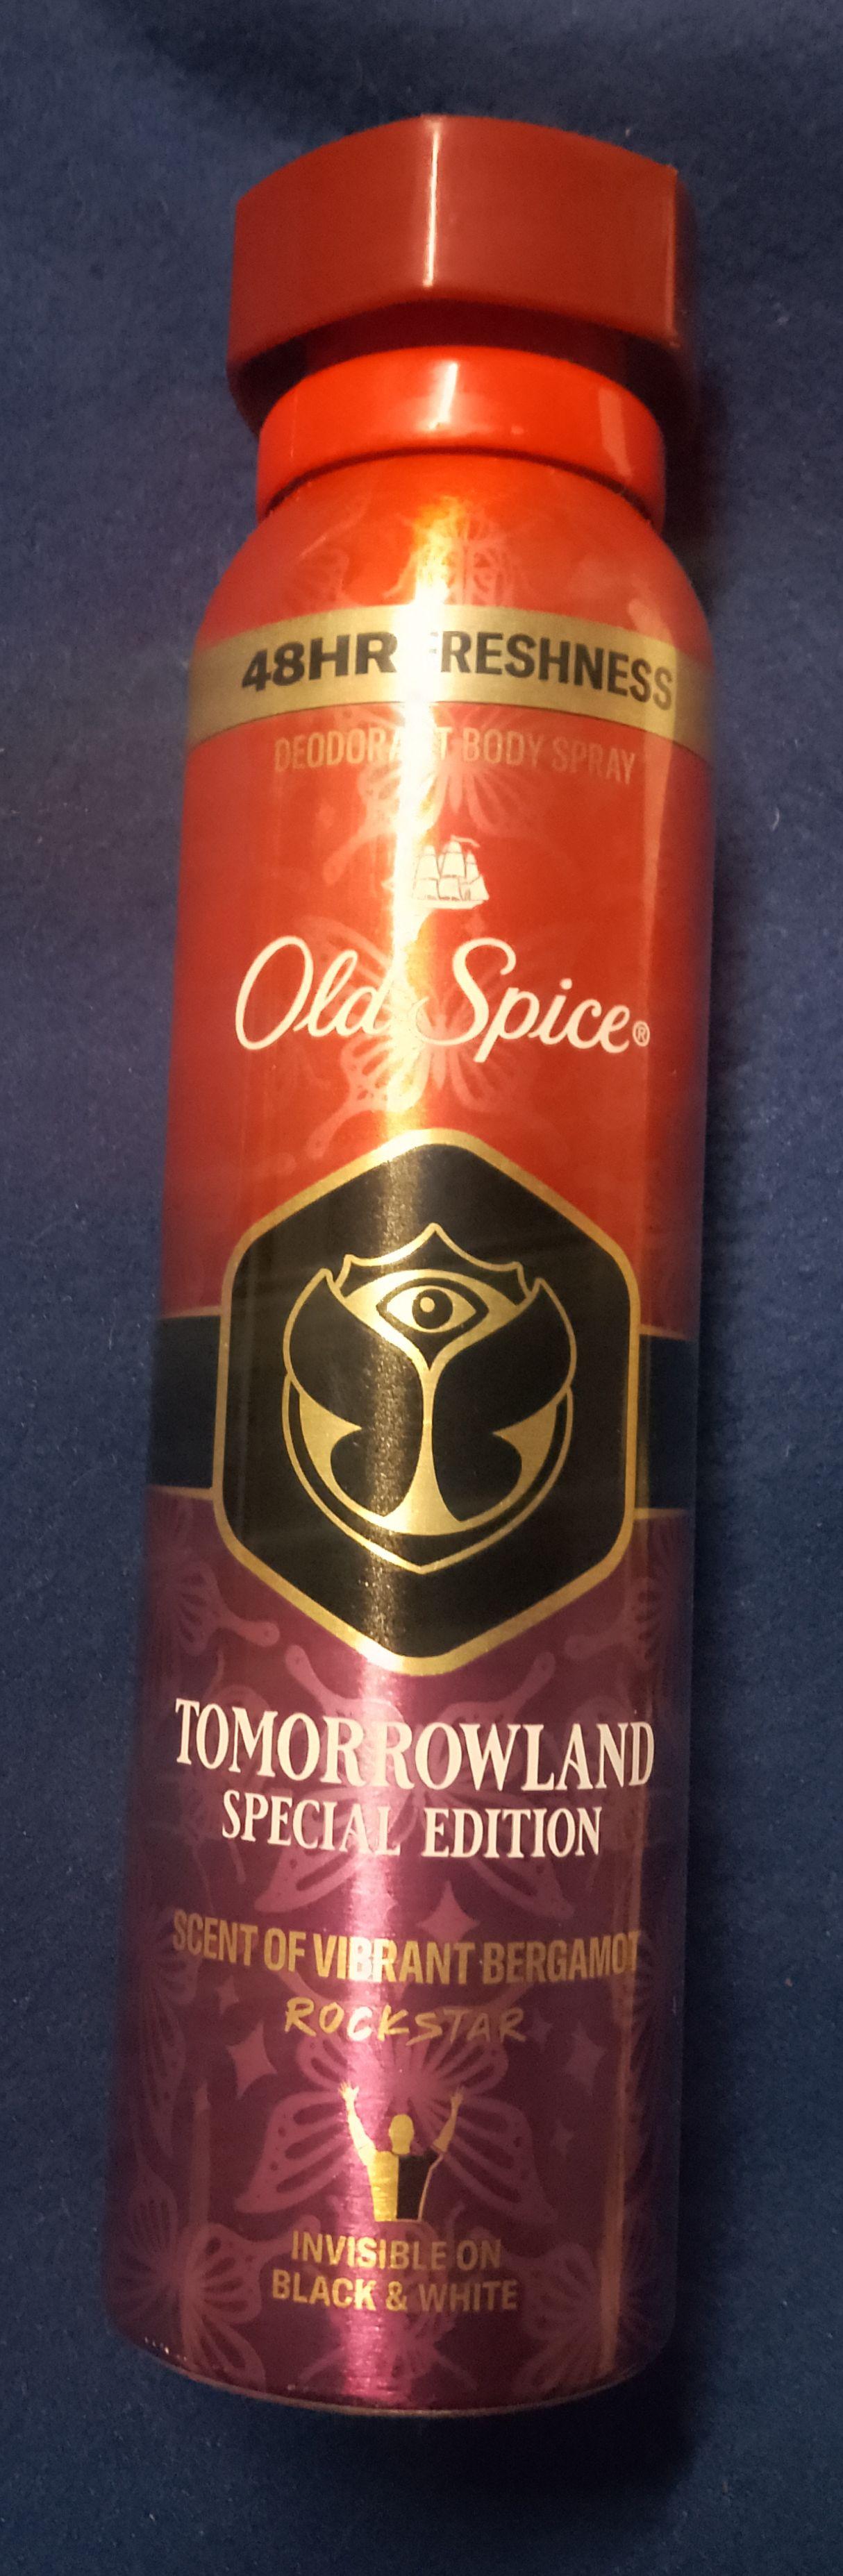 48HR FRESHNESS
DEODORANT BODY SPRAY
Old Spice®
TOMORROWLAND
SPECIAL EDITION
SCENT OF VIBRANT BERGAMOT
ROCKSTAR
INVISIBLE ON
BLACK & WHITE